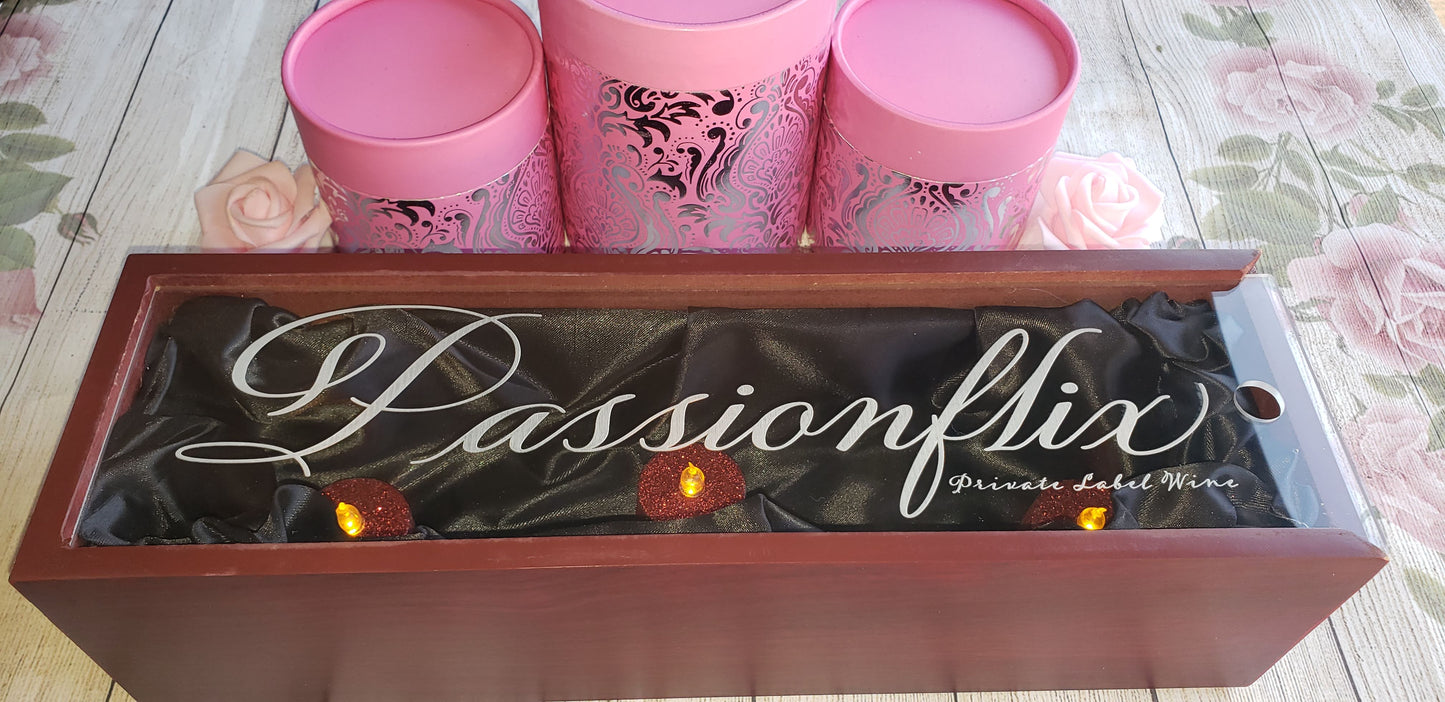 Passionflix
Private Label Wine